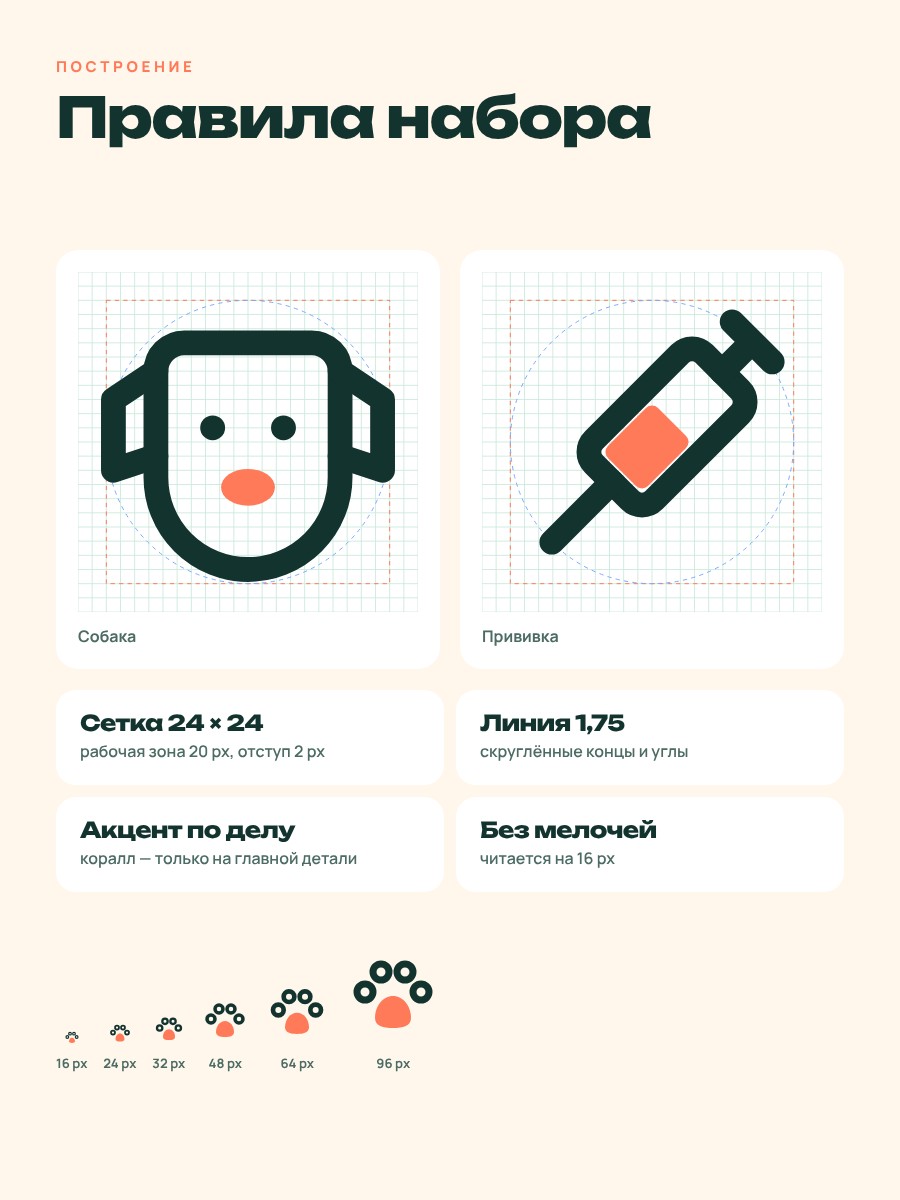 ПОСТРОЕНИЕ
Правила набора
Собака
Прививка
Сетка 24 × 24
рабочая зона 20 px, отступ 2 px
Линия 1,75
скруглённые концы и углы
Акцент по делу
коралл — только на главной детали
Без мелочей
читается на 16 px
16 px 24 px 32 px 48 px 64 px 96 px